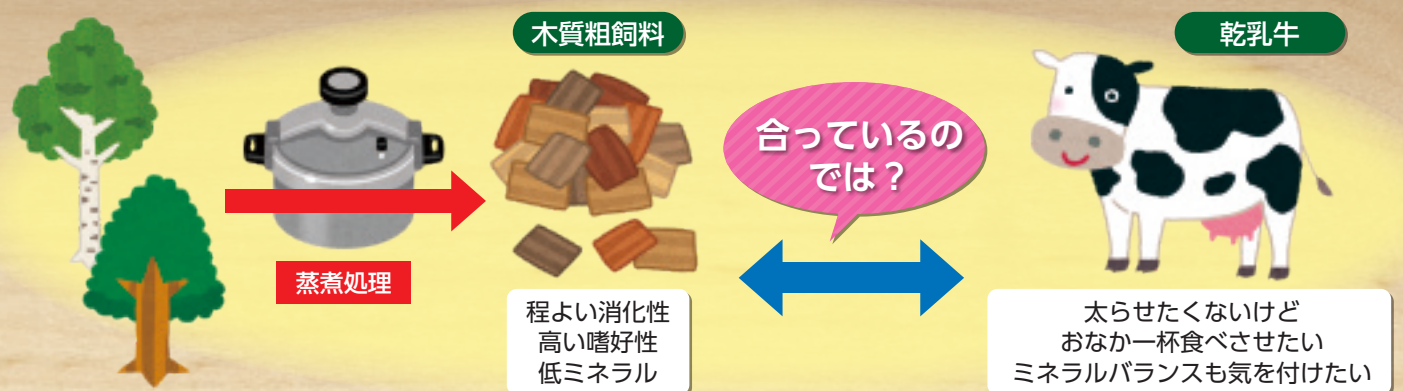 木質粗飼料
乾乳牛
合っているの
では？
蒸煮処理
程よい消化性
高い嗜好性
低ミネラル
太らせたくないけど
おなか一杯食べさせたい
ミネラルバランスも気を付けたい